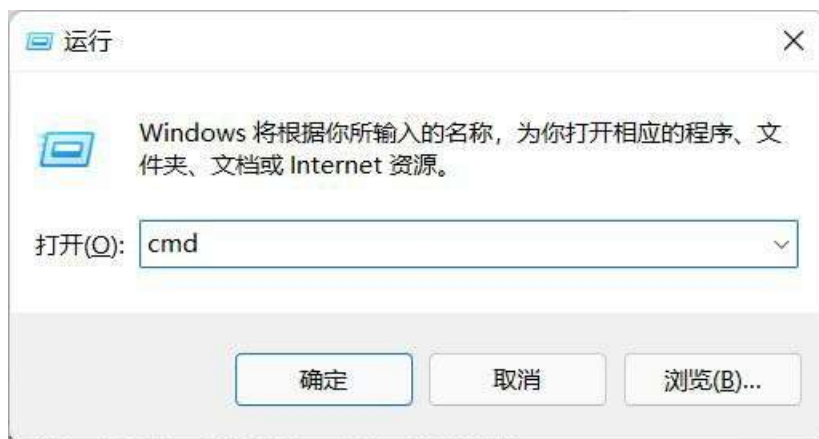 运行
Windows 将根据你所输入的名称，为你打开相应的程序、文
件夹、文档或 Internet 资源。
打开(O): cmd
确定 取消 浏览(B)...